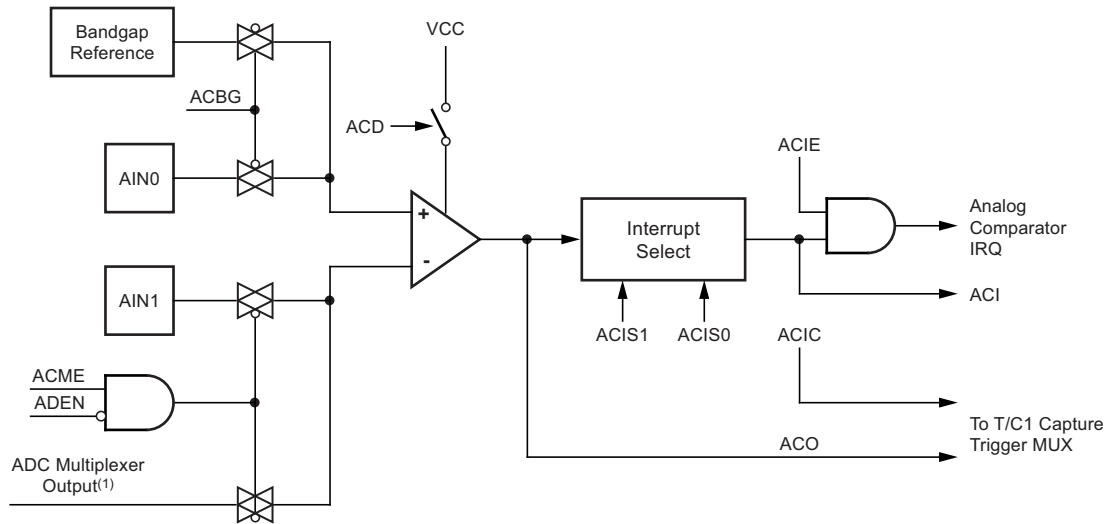 Bandgap
Reference
VCC
ACBG
ACD
ACIE
AIN0
+
Interrupt
Select
Analog
Comparator
IRQ
-
AIN1
ACI
ACIS1
ACIS0
ACIC
ACME
ADEN
To T/C1 Capture
Trigger MUX
ACO
ADC Multiplexer
Output(1)